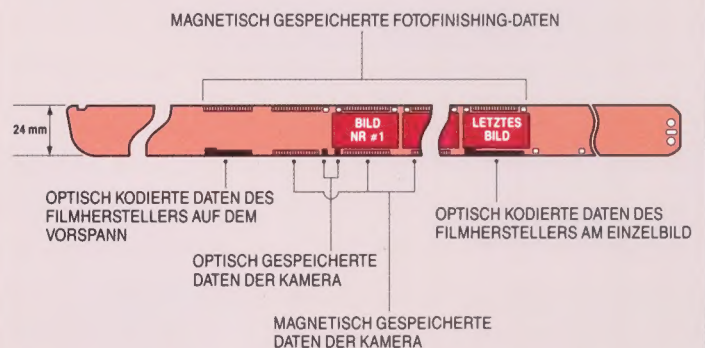 MAGNETISCH GESPEICHERTE FOTOFINISHING-DATEN
24 mm
BILD
NR #1
LETZTES
BILD
OPTISCH KODIERTE DATEN DES
FILMHERSTELLERS AUF DEM
VORSPANN
OPTISCH KODIERTE DATEN DES
FILMHERSTELLERS AM EINZELBILD
OPTISCH GESPEICHERTE
DATEN DER KAMERA
MAGNETISCH GESPEICHERTE
DATEN DER KAMERA